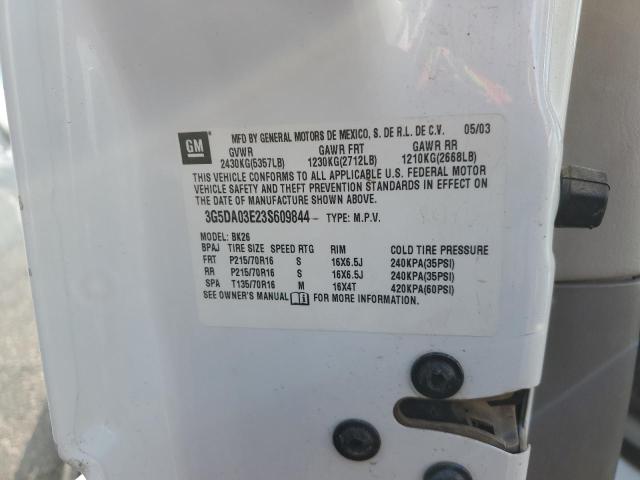 GM
MFD BY GENERAL MOTORS DE MEXICO, S. DE R.L. DE C.V. 05/03
GVWR GAWR FRT GAWR RR
2430KG(5357LB) 1230KG(2712LB) 1210KG(2668LB)
THIS VEHICLE CONFORMS TO ALL APPLICABLE U.S. FEDERAL MOTOR
VEHICLE SAFETY AND THEFT PREVENTION STANDARDS IN EFFECT ON
THE DATE OF MANUFACTURE SHOWN ABOVE.
3G5DA03E23S609844 TYPE: M.P.V.
MODEL: BK26
BPAJ TIRE SIZE SPEED RTG RIM COLD TIRE PRESSURE
FRT P215/70R16 S 16X6.5J 240KPA(35PSI)
RR P215/70R16 S 16X6.5J 240KPA(35PSI)
SPA T135/70R16 M 16X4T 420KPA(60PSI)
SEE OWNER'S MANUAL FOR MORE INFORMATION.